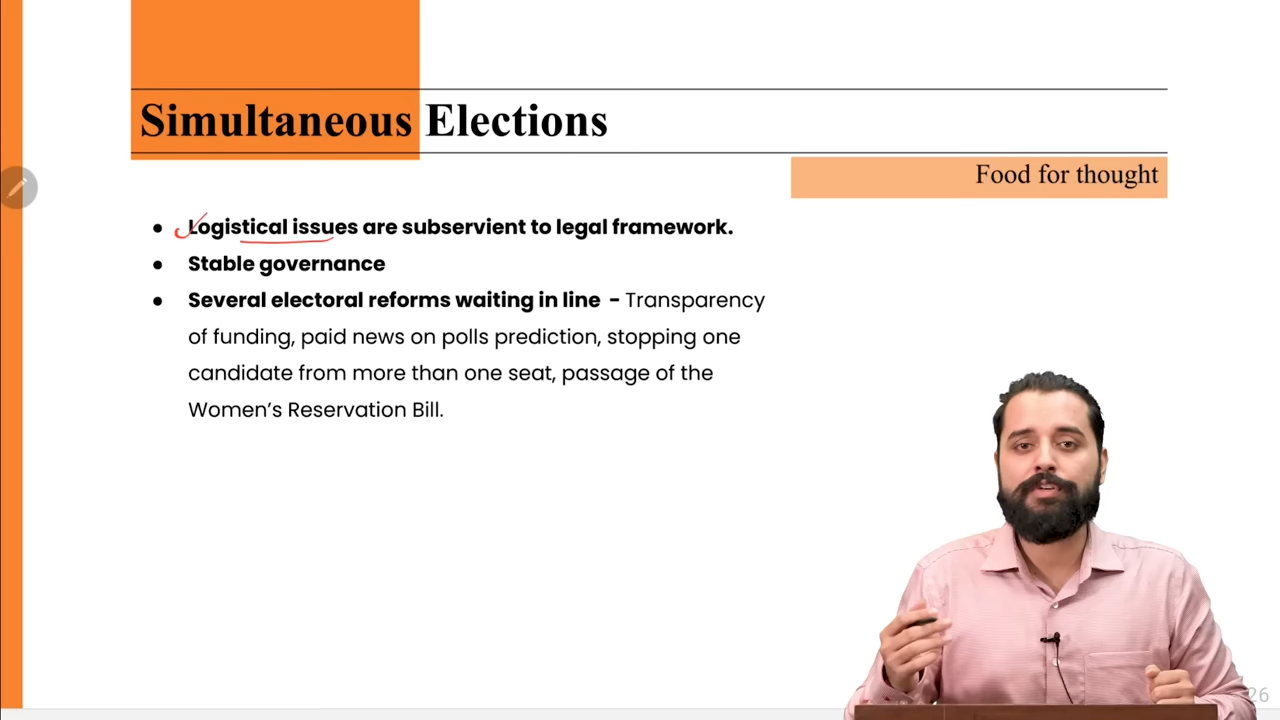 Simultaneous Elections
Food for thought
● Logistical issues are subservient to legal framework.
● Stable governance
● Several electoral reforms waiting in line - Transparency
of funding, paid news on polls prediction, stopping one
candidate from more than one seat, passage of the
Women's Reservation Bill.
26